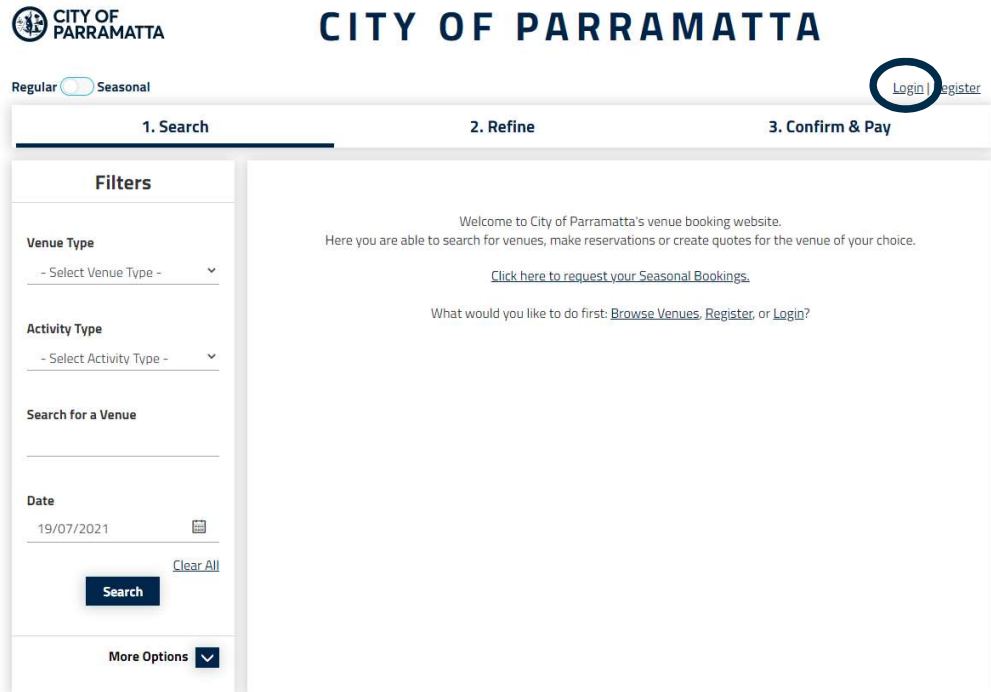 CITY OF
PARRAMATTA
CITY OF PARRAMATTA
Regular Seasonal
Login | Register
1. Search 2. Refine 3. Confirm & Pay
Filters
Venue Type
- Select Venue Type -
Activity Type
- Select Activity Type -
Search for a Venue
Date
19/07/2021
Clear All
Search
More Options
Welcome to City of Parramatta's venue booking website.
Here you are able to search for venues, make reservations or create quotes for the venue of your choice.
Click here to request your Seasonal Bookings.
What would you like to do first: Browse Venues, Register, or Login?